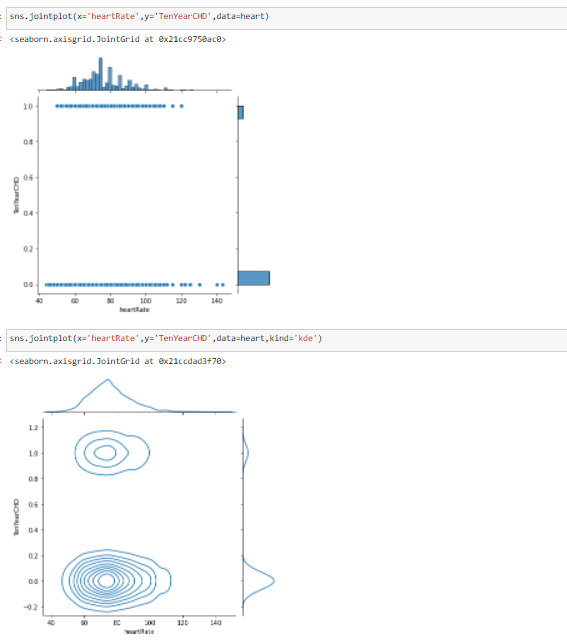 sns.jointplot(x='heartRate',y='TenYearCHD',data=heart)
<seaborn.axisgrid.JointGrid at 0x21cc9750ac0>
1.0
0.8
0.6
0.4
0.2
0.0
TenYearCHD
40 60 80 100 120 140
heartRate
sns.jointplot(x='heartRate',y='TenYearCHD',data=heart,kind='kde')
<seaborn.axisgrid.JointGrid at 0x21ccdad3f70>
1.2
1.0
0.8
0.6
0.4
0.2
0.0
−0.2
TenYearCHD
40 60 80 100 120 140
heartRate